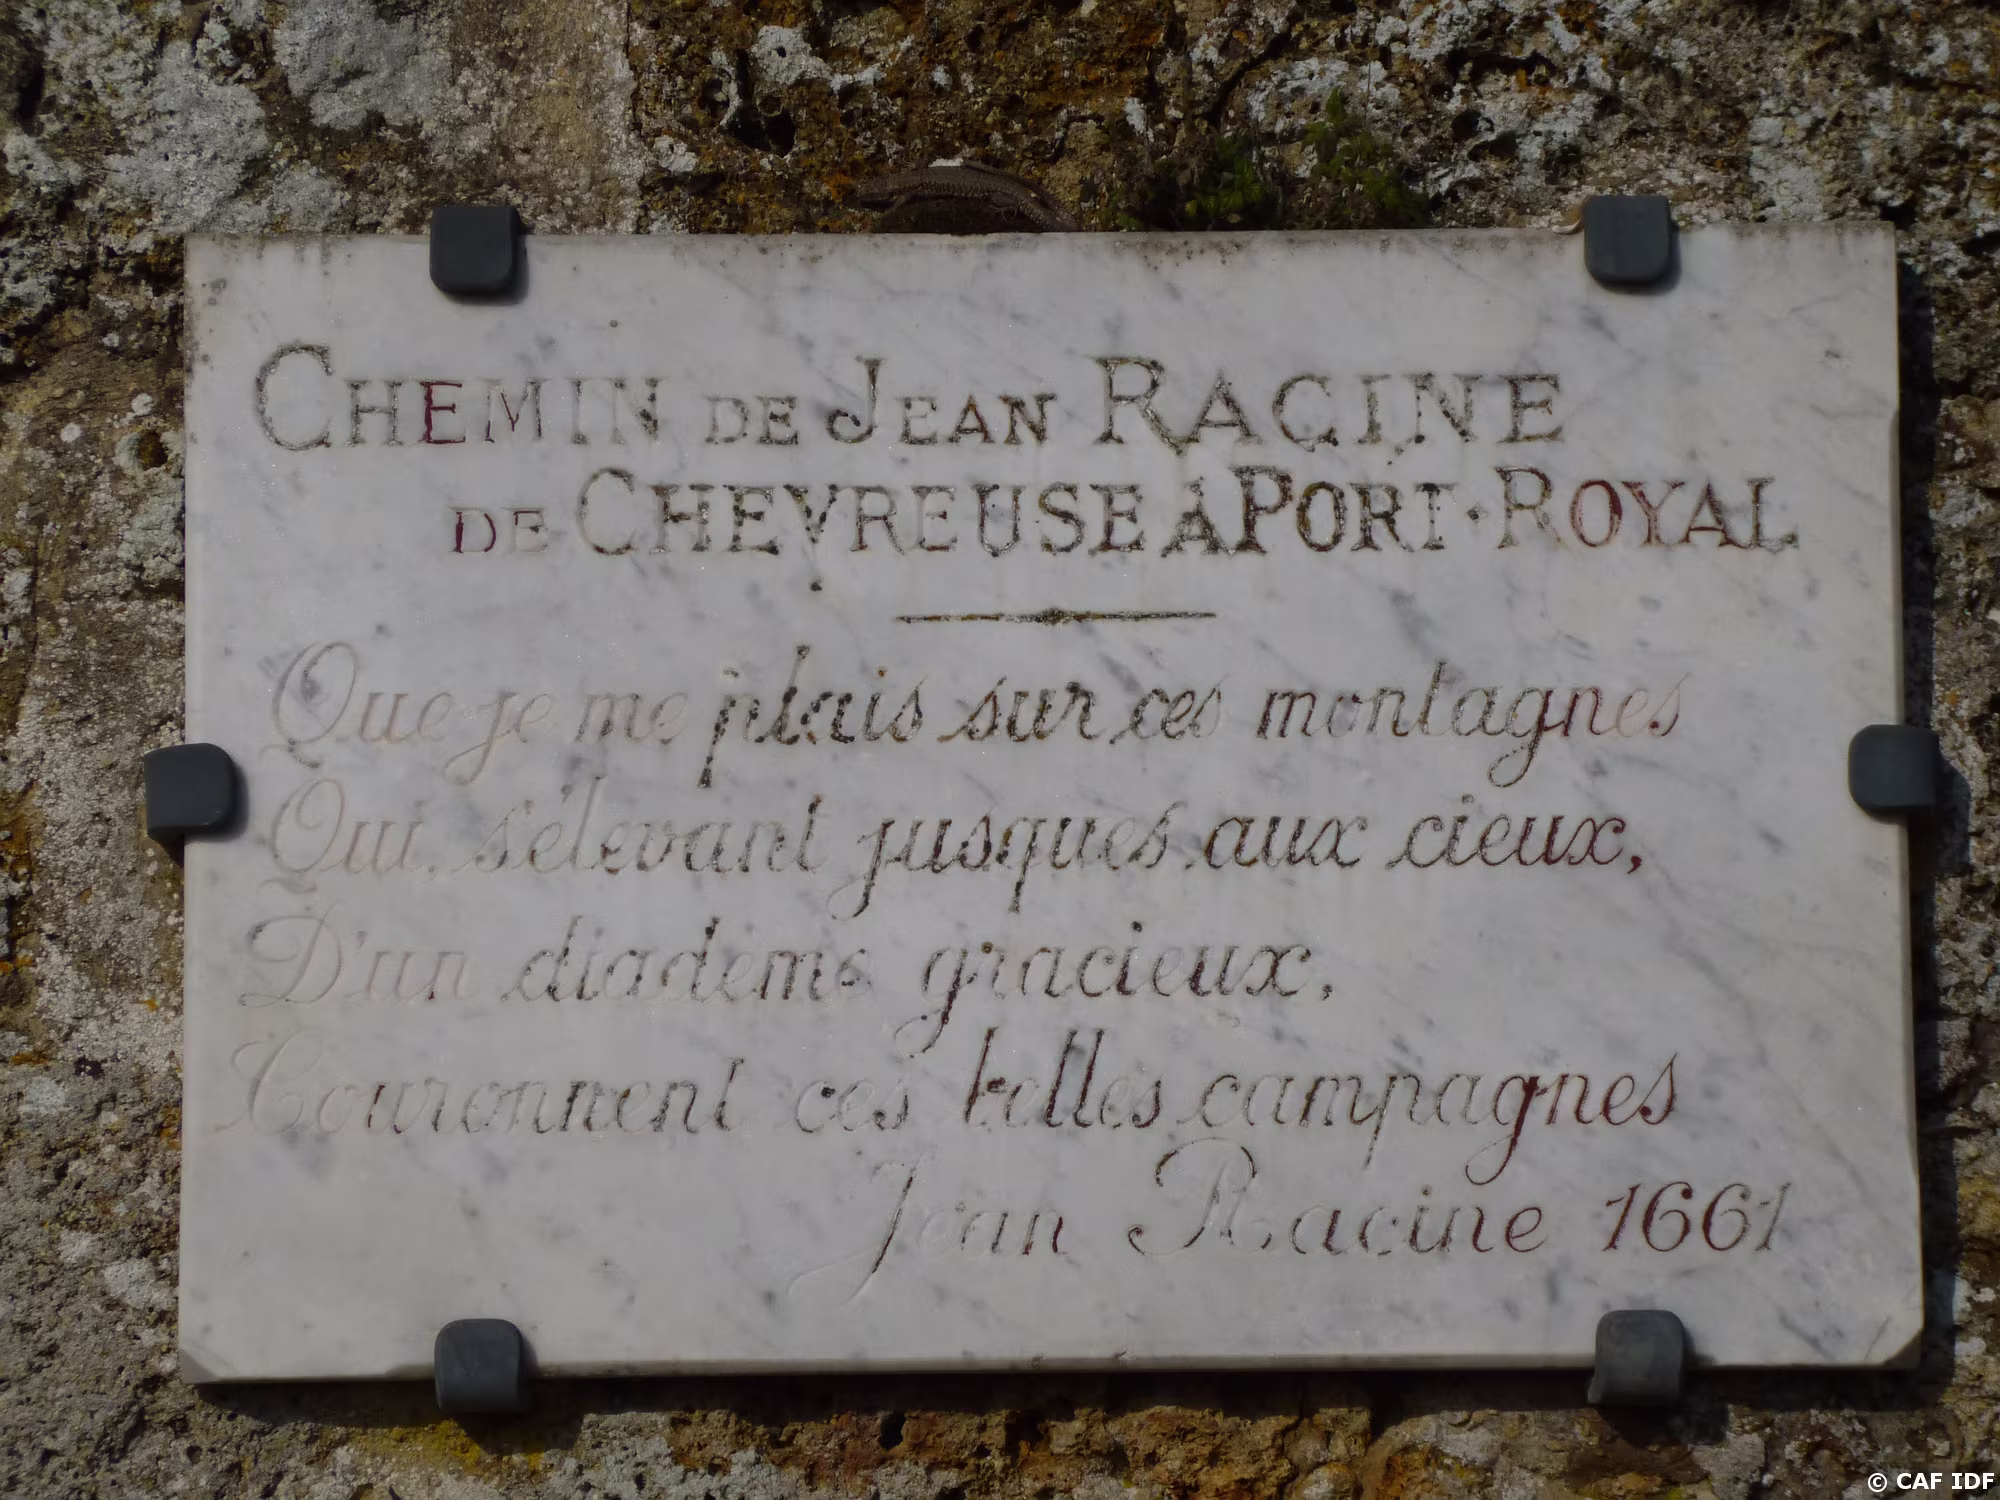 CHEMIN DE JEAN RACINE
DE CHEVREUSE À PORT·ROYAL
Que je me plais sur ces montagnes
Qui, s'élevant jusques aux cieux,
D'un diadème gracieux,
Couronnent ces belles campagnes
Jean Racine 1661
© CAF IDF